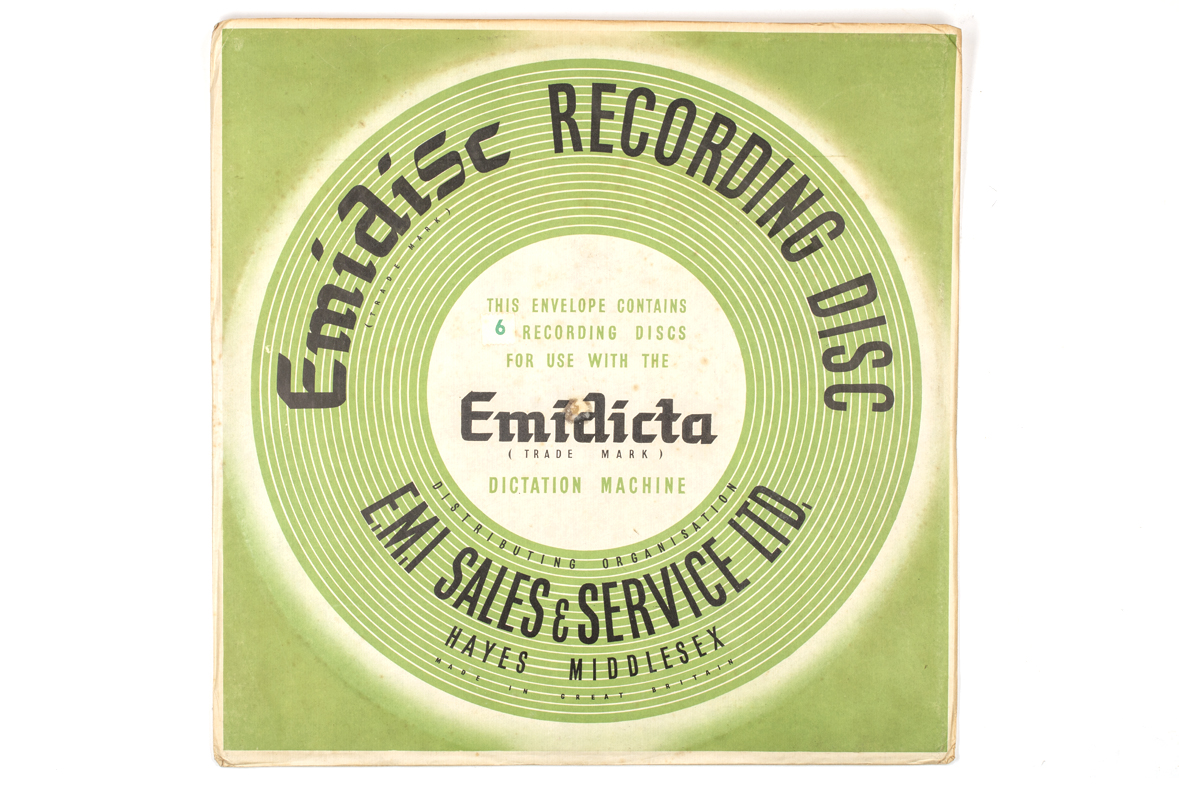 Emidisc RECORDING DISC
(TRADE MARK)
THIS ENVELOPE CONTAINS
6 RECORDING DISCS
FOR USE WITH THE
Emidicta
(TRADE MARK)
DICTATION MACHINE
DISTRIBUTING ORGANISATION
E.M.I SALES & SERVICE LTD.
HAYES MIDDLESEX
MADE IN GREAT BRITAIN